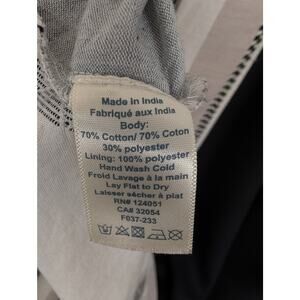 Made in India
Fabriqué aux India
Body:
70% Cotton/ 70% Coton
30% polyester
Lining: 100% polyester
Hand Wash Cold
Froid Lavage à la main
Lay Flat to Dry
Laisser sécher à plat
RN# 124051
CA# 32054
F037-233